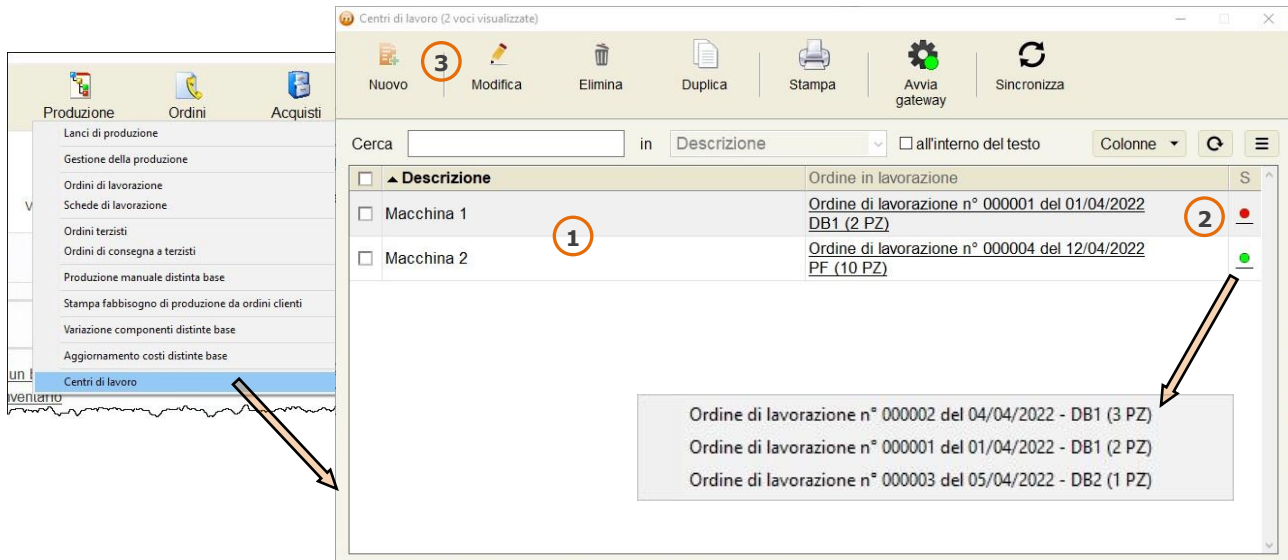 Produzione
Ordini
Acquisti
Lanci di produzione
Gestione della produzione
Ordini di lavorazione
Schede di lavorazione
Ordini terzisti
Ordini di consegna a terzisti
Produzione manuale distinta base
Stampa fabbisogno di produzione da ordini clienti
Variazione componenti distinte base
Aggiornamento costi distinte base
Centri di lavoro
V
un
Centri di lavoro (2 voci visualizzate)
Nuovo
3
Modifica
Elimina
Duplica
Stampa
Avvia
gateway
Sincronizza
Cerca
in
Descrizione
all'interno del testo
Colonne
Descrizione
Ordine in lavorazione
S
Macchina 1
Ordine di lavorazione n° 000001 del 01/04/2022
DB1 (2 PZ)
2
1
Macchina 2
Ordine di lavorazione n° 000004 del 12/04/2022
PF (10 PZ)
Ordine di lavorazione n° 000002 del 04/04/2022 - DB1 (3 PZ)
Ordine di lavorazione n° 000001 del 01/04/2022 - DB1 (2 PZ)
Ordine di lavorazione n° 000003 del 05/04/2022 - DB2 (1 PZ)